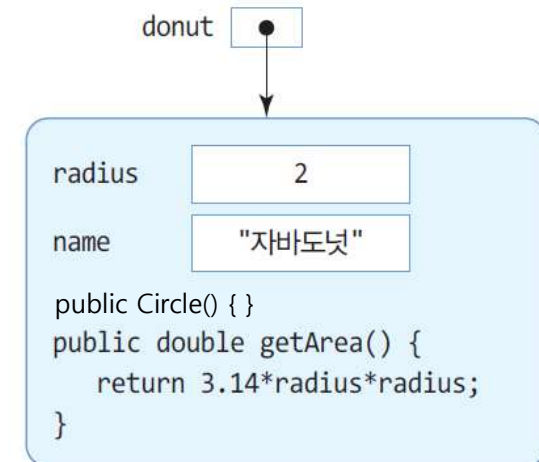 donut
radius 2
name "자바도넛"
public Circle() { }
public double getArea() {
return 3.14*radius*radius;
}